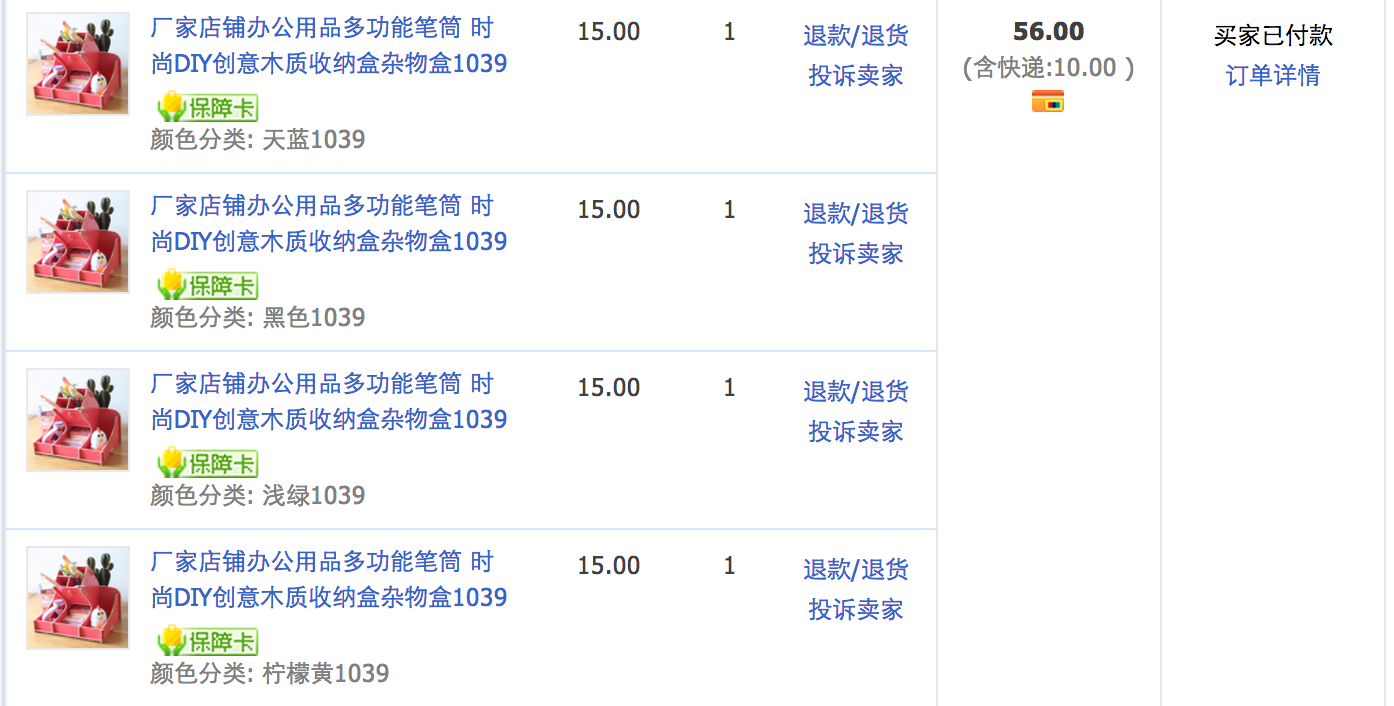 厂家店铺办公用品多功能笔筒 时
尚DIY创意木质收纳盒杂物盒1039
保障卡
颜色分类: 天蓝1039
15.00
1
退款/退货
投诉卖家
56.00
(含快递:10.00 )
买家已付款
订单详情
厂家店铺办公用品多功能笔筒 时
尚DIY创意木质收纳盒杂物盒1039
保障卡
颜色分类: 黑色1039
15.00
1
退款/退货
投诉卖家
厂家店铺办公用品多功能笔筒 时
尚DIY创意木质收纳盒杂物盒1039
保障卡
颜色分类: 浅绿1039
15.00
1
退款/退货
投诉卖家
厂家店铺办公用品多功能笔筒 时
尚DIY创意木质收纳盒杂物盒1039
保障卡
颜色分类: 柠檬黄1039
15.00
1
退款/退货
投诉卖家